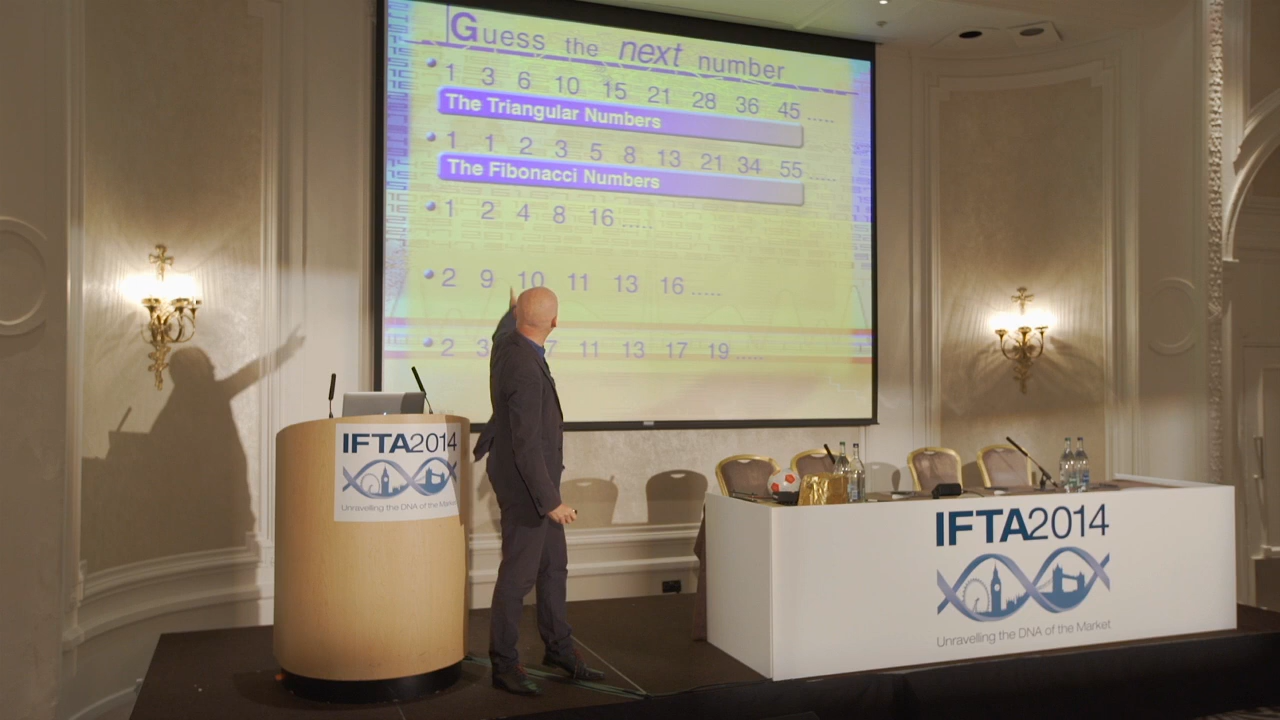 Guess the next number
1 3 6 10 15 21 28 36 45 .....
The Triangular Numbers
1 1 2 3 5 8 13 21 34 55 .....
The Fibonacci Numbers
1 2 4 8 16 .....
2 9 10 11 13 16 .....
2 3 7 11 13 17 19 .....
IFTA2014
Unravelling the DNA of the Market
IFTA2014
Unravelling the DNA of the Market